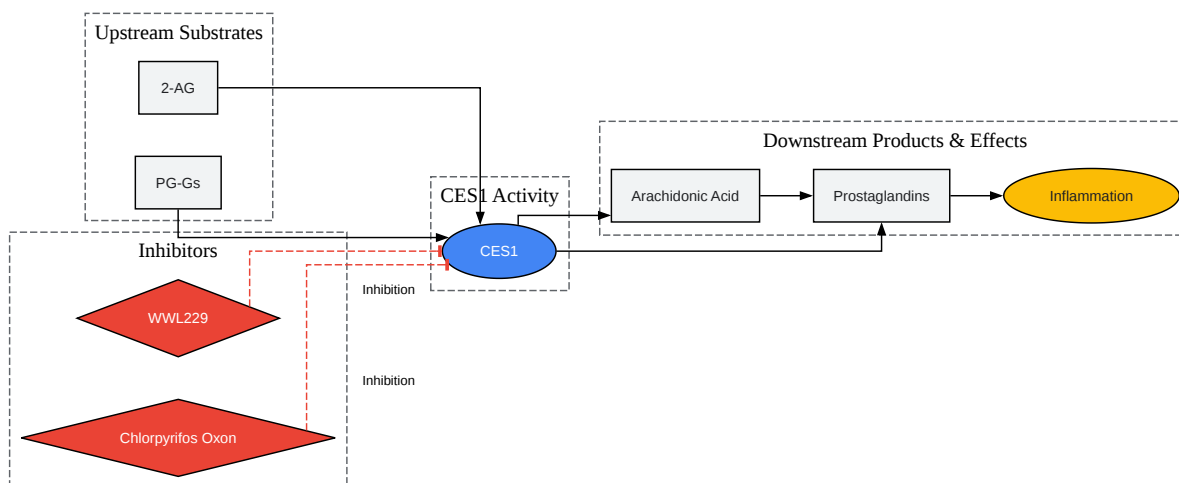 Upstream Substrates
2-AG
PG-Gs
CES1 Activity
CES1
Downstream Products & Effects
Arachidonic Acid
Prostaglandins
Inflammation
Inhibitors
WWL229
Inhibition
Inhibition
Chlorpyrifos Oxon